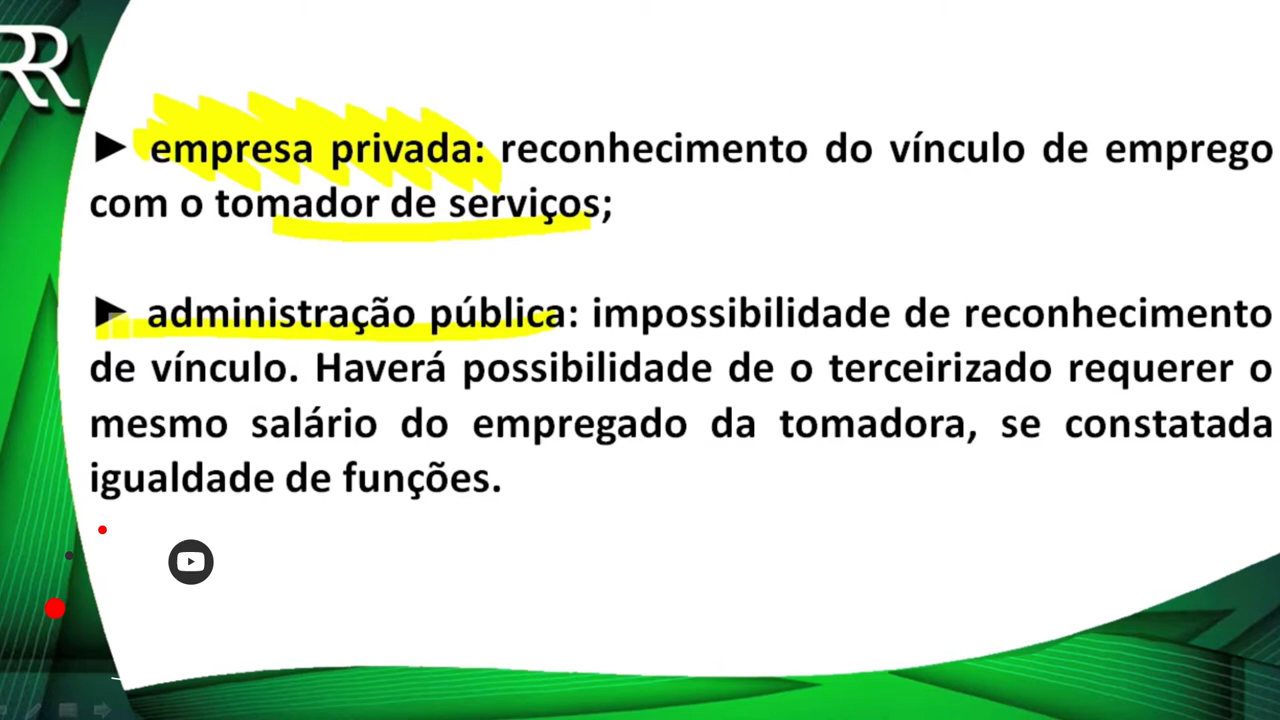 RR
► empresa privada: reconhecimento do vínculo de emprego
com o tomador de serviços;
► administração pública: impossibilidade de reconhecimento
de vínculo. Haverá possibilidade de o terceirizado requerer o
mesmo salário do empregado da tomadora, se constatada
igualdade de funções.